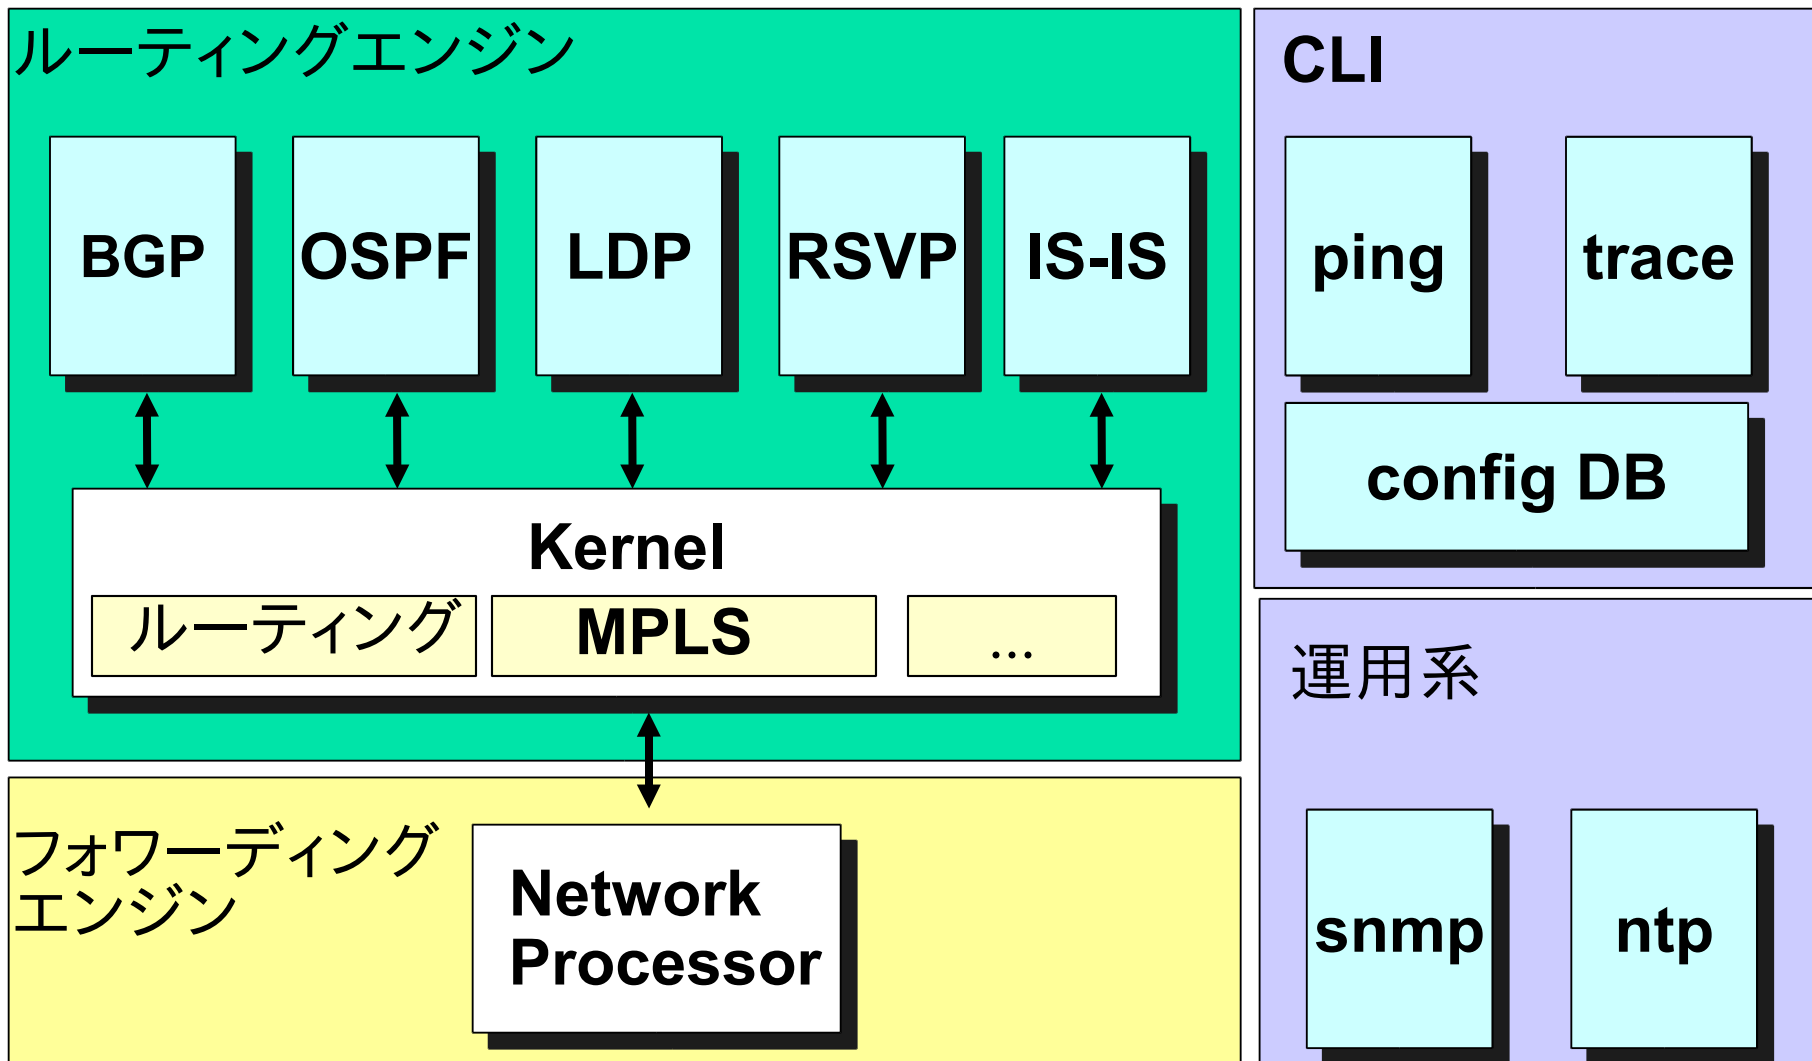 ルーティングエンジン
BGP
OSPF
LDP
RSVP
IS-IS
Kernel
ルーティング
MPLS
...
フォワーディング
エンジン
Network
Processor
CLI
ping
trace
config DB
運用系
snmp
ntp